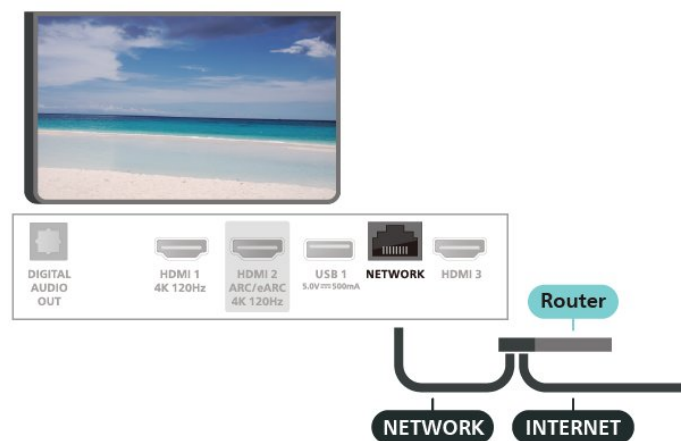 DIGITAL
AUDIO
OUT
HDMI 1
4K 120Hz
HDMI 2
ARC/eARC
4K 120Hz
USB 1
5.0V⎓500mA
NETWORK
HDMI 3
Router
NETWORK
INTERNET